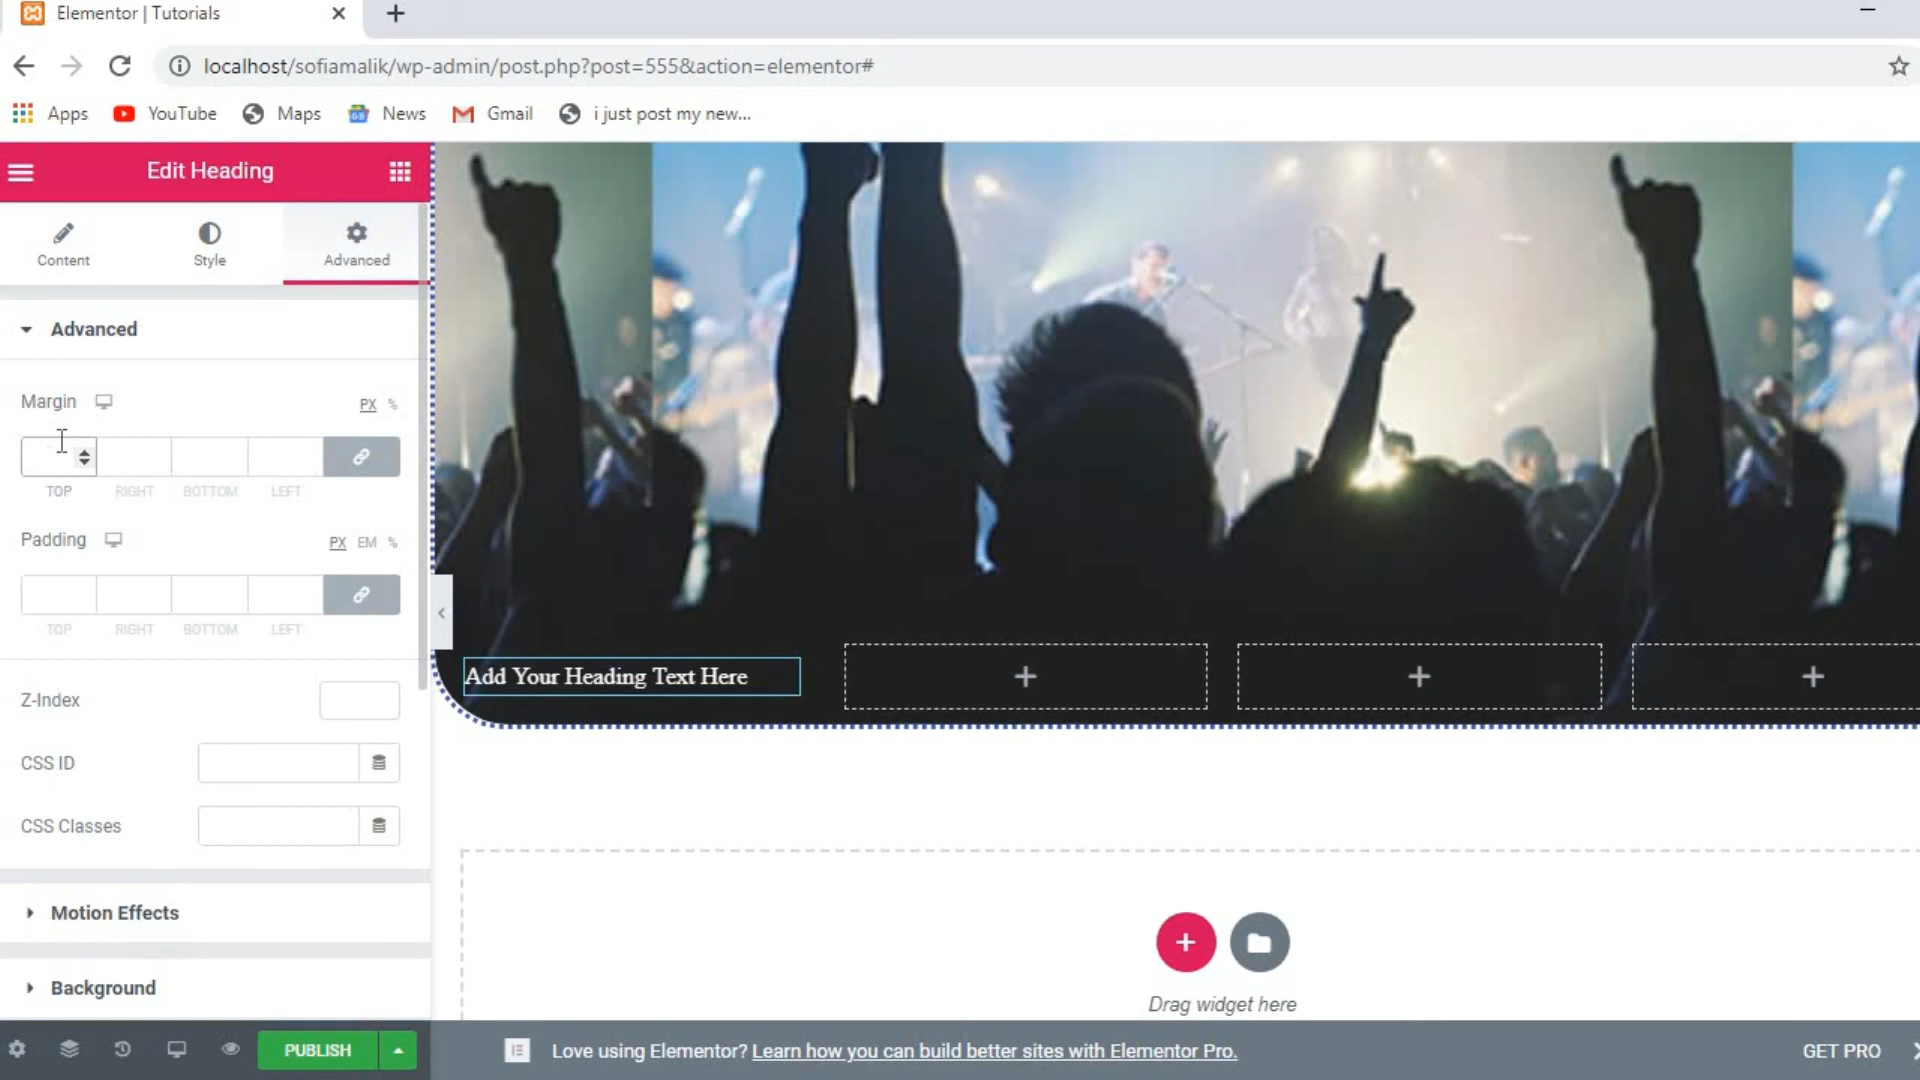 Elementor | Tutorials
localhost/sofiamalik/wp-admin/post.php?post=555&action=elementor#
Apps YouTube Maps News Gmail i just post my new...
Edit Heading
Content Style Advanced
Advanced
Margin PX %
TOP RIGHT BOTTOM LEFT
Padding PX EM %
TOP RIGHT BOTTOM LEFT
Add Your Heading Text Here
Z-Index
CSS ID
CSS Classes
Motion Effects
Background
Drag widget here
PUBLISH
Love using Elementor? Learn how you can build better sites with Elementor Pro.
GET PRO